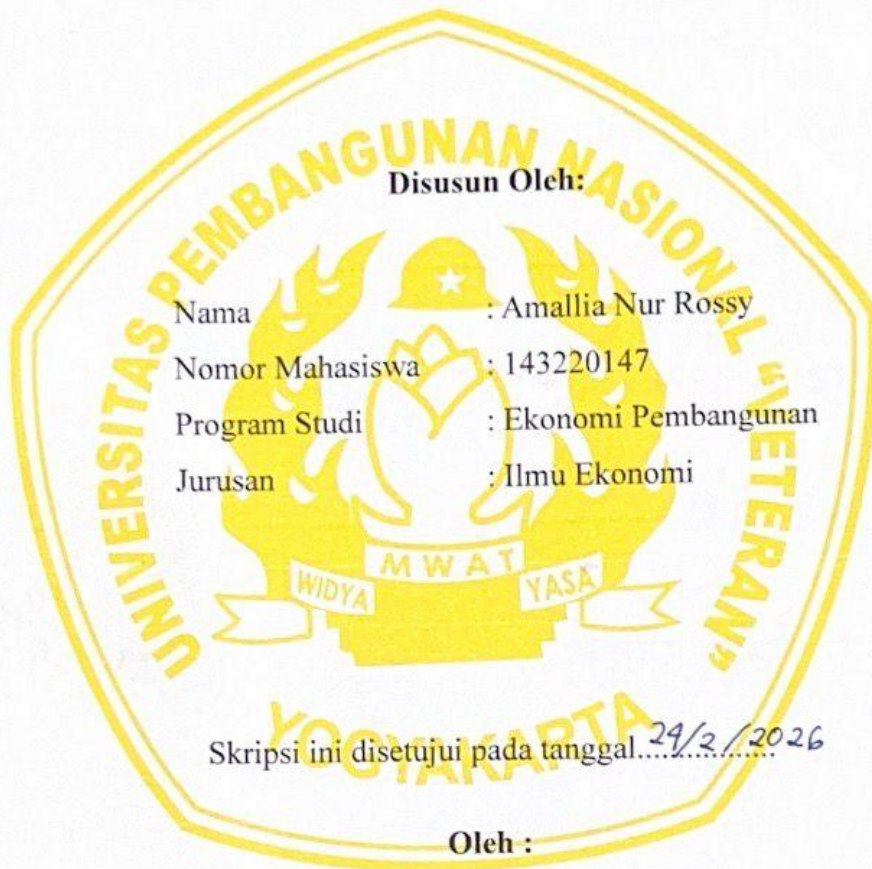 UNIVERSITAS PEMBANGUNAN NASIONAL "VETERAN"
Disusun Oleh:
Nama : Amallia Nur Rossy
Nomor Mahasiswa : 143220147
Program Studi : Ekonomi Pembangunan
Jurusan : Ilmu Ekonomi
WIDYA MWAT YASA
YOGYAKARTA
Skripsi ini disetujui pada tanggal 24/2/2026
Oleh :